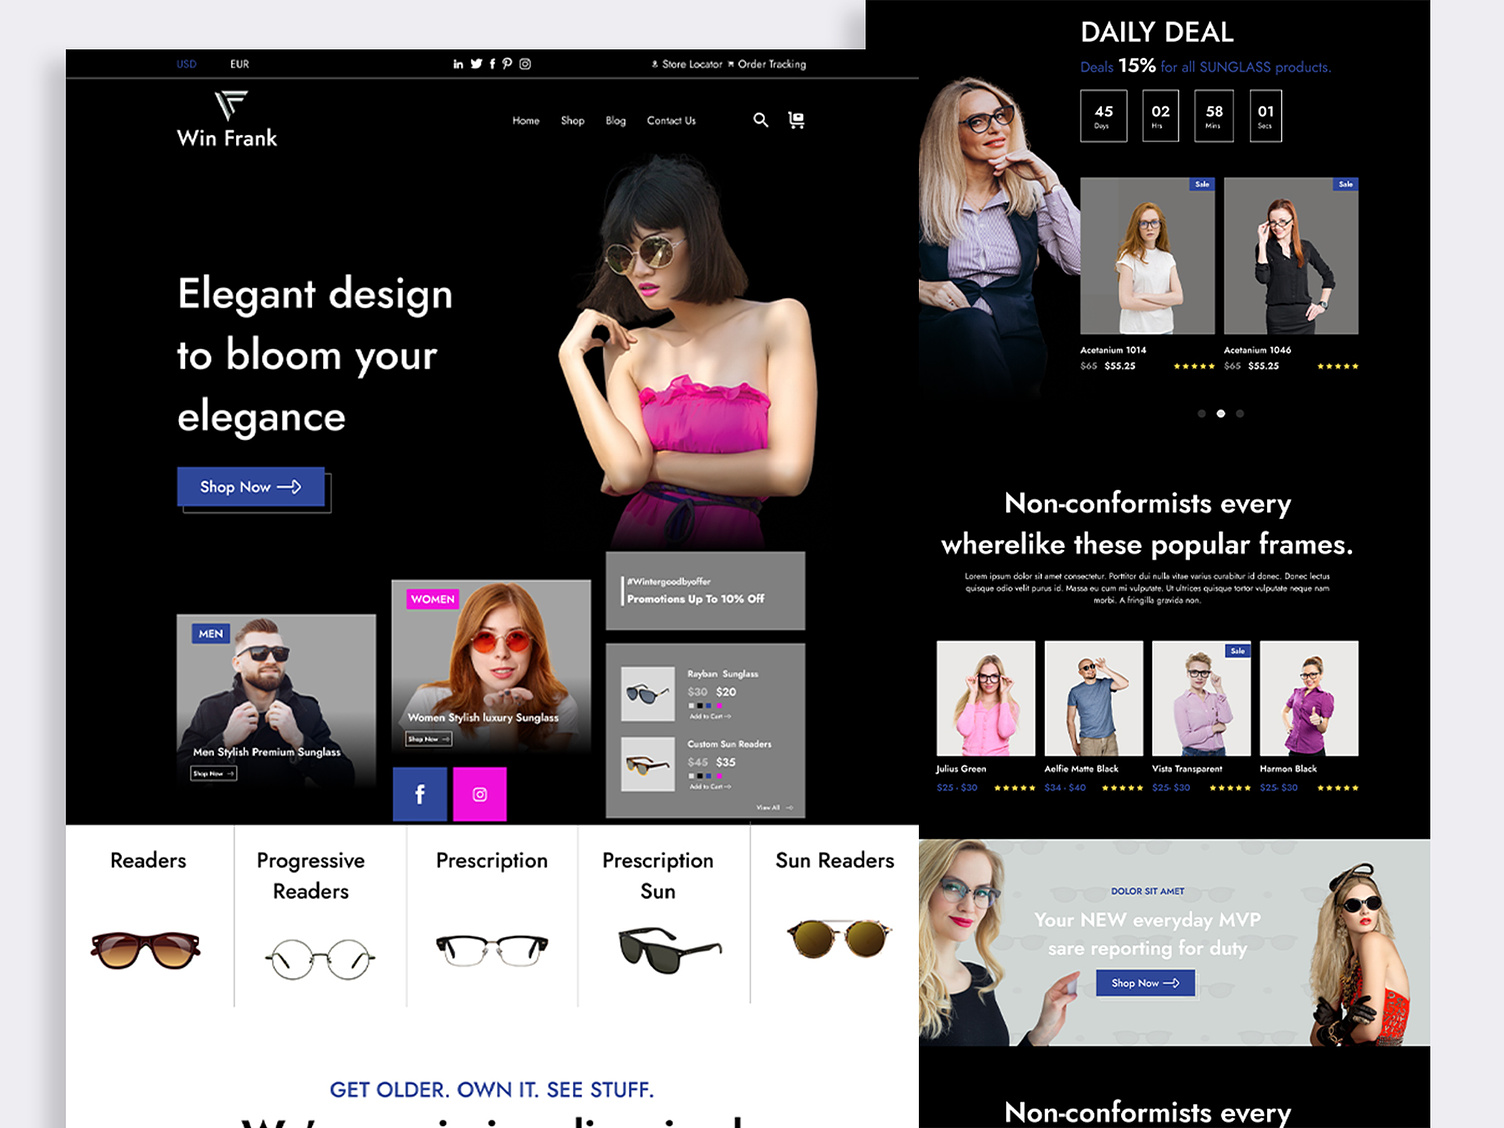 USD EUR
Store Locator Order Tracking
Win Frank
Home Shop Blog Contact Us
Elegant design
to bloom your
elegance
Shop Now
MEN
Men Stylish Premium Sunglass
Shop Now
WOMEN
Women Stylish luxury Sunglass
Shop Now
#Wintergoodbyoffer
Promotions Up To 10% Off
Rayban Sunglass
$30 $20
Add to Cart
Custom Sun Readers
$45 $35
Add to Cart
View All
Readers
Progressive
Readers
Prescription
Prescription
Sun
Sun Readers
GET OLDER. OWN IT. SEE STUFF.
DAILY DEAL
Deals 15% for all SUNGLASS products.
45 02 58 01
Days Hrs Mins Secs
Sale Sale
Acetanium 1014 Acetanium 1046
$65 $55.25 $65 $55.25
Non-conformists every
wherelike these popular frames.
Lorem ipsum dolor sit amet consectetur. Porttitor dui nulla vitae varius curabitur id donec. Donec lectus
quisque odio velit purus id. Massa eu cum mi vulputate. Ut ultrices quisque tortor vulputate neque nam
morbi. A fringilla gravida non.
Sale
Julius Green Aelfie Matte Black Vista Transparent Harmon Black
$25 - $30 $34 - $40 $25- $30 $25- $30
DOLOR SIT AMET
Your NEW everyday MVP
sare reporting for duty
Shop Now
Non-conformists every